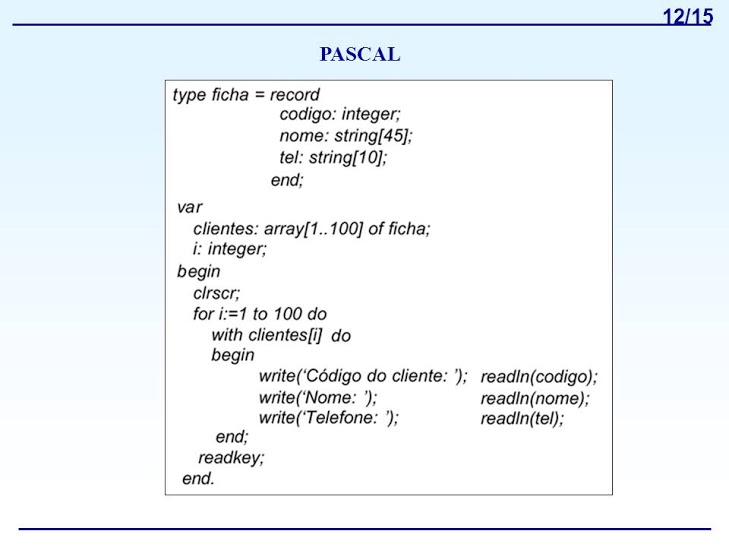 12/15
PASCAL
type ficha = record
codigo: integer;
nome: string[45];
tel: string[10];
end;
var
clientes: array[1..100] of ficha;
i: integer;
begin
clrscr;
for i:=1 to 100 do
with clientes[i] do
begin
write(‘Código do cliente: ’); readln(codigo);
write(‘Nome: ’); readln(nome);
write(‘Telefone: ’); readln(tel);
end;
readkey;
end.